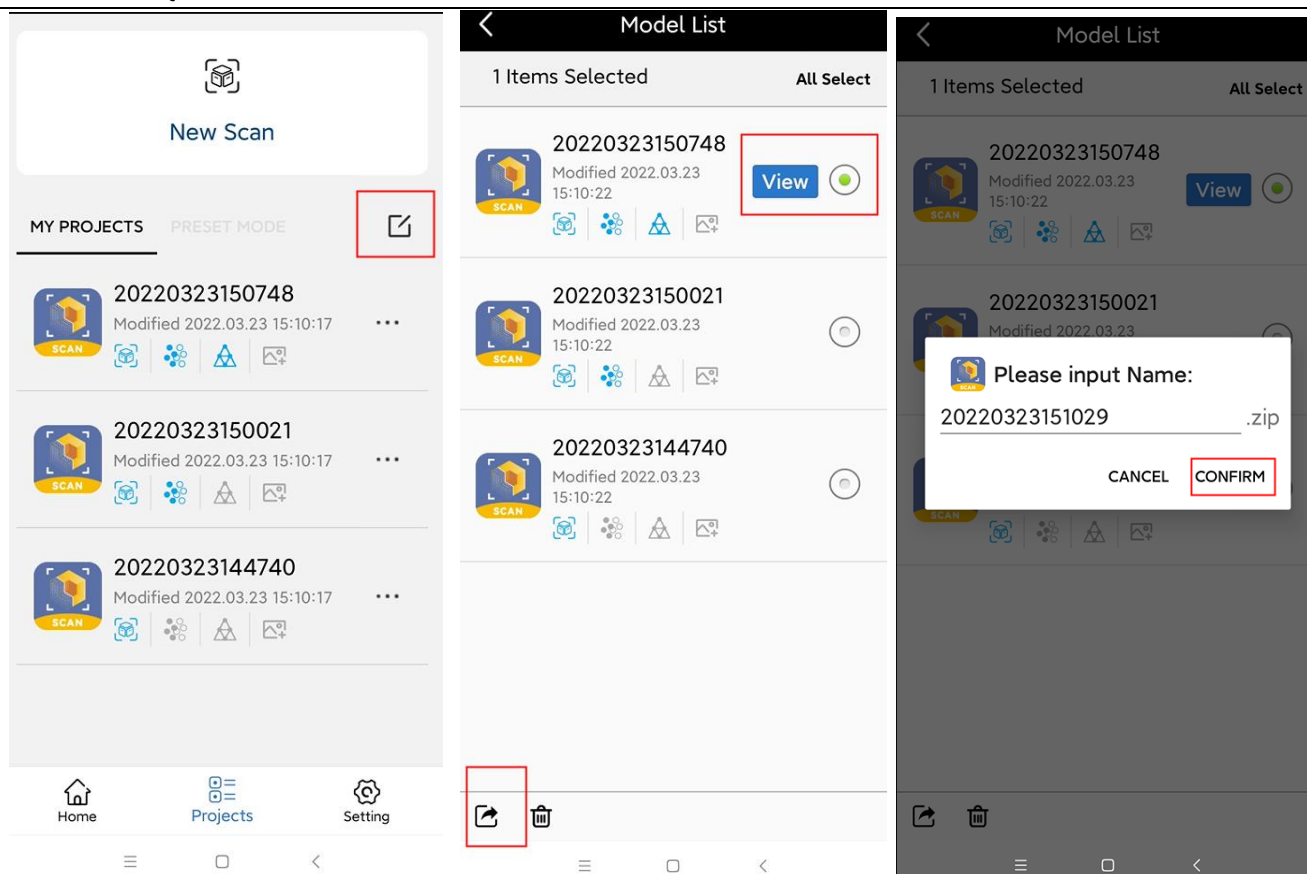 New Scan
MY PROJECTS PRESET MODE
20220323150748
Modified 2022.03.23 15:10:17
SCAN
20220323150021
Modified 2022.03.23 15:10:17
SCAN
20220323144740
Modified 2022.03.23 15:10:17
SCAN
Home Projects Setting
Model List
1 Items Selected All Select
20220323150748
Modified 2022.03.23
15:10:22
View
SCAN
20220323150021
Modified 2022.03.23
15:10:22
SCAN
20220323144740
Modified 2022.03.23
15:10:22
SCAN
Model List
1 Items Selected All Select
20220323150748
Modified 2022.03.23
15:10:22
View
SCAN
20220323150021
Modified 2022.03.23
Please input Name:
SCAN
20220323151029 .zip
CANCEL CONFIRM
SCAN